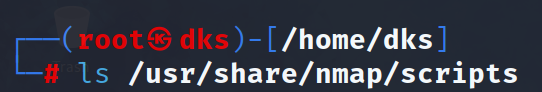 ┌──(root㉿dks)-[/home/dks]
└─# ls /usr/share/nmap/scripts